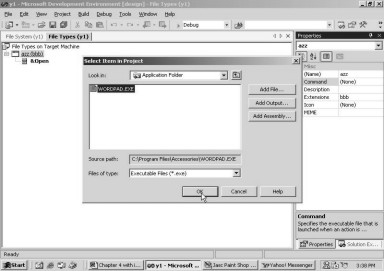 y1 - Microsoft Development Environment [design] - File Types (y1)
File Edit View Project Build Debug Tools Window Help
Debug
File System (y1) File Types (y1)
File Types on Target Machine
azz(bbb)
&Open
Select Item in Project
Look in: Application Folder
WORDPAD.EXE
Add File...
Add Output...
Add Assembly...
Source path: C:\Program Files\Accessories\WORDPAD.EXE
Files of type: Executable Files (*.exe)
OK Cancel Help
Properties
azz
Misc
(Name) azz
Command (None)
Description
Extensions bbb
Icon (None)
MIME
Command
Specifies the executable file that is launched when an action is ...
Properties Solution Ex...
Ready
Start Chapter 4 with i... y1 - Microsoft ... Jasc Paint Shop ... Yahoo! Messenger 3:38 PM